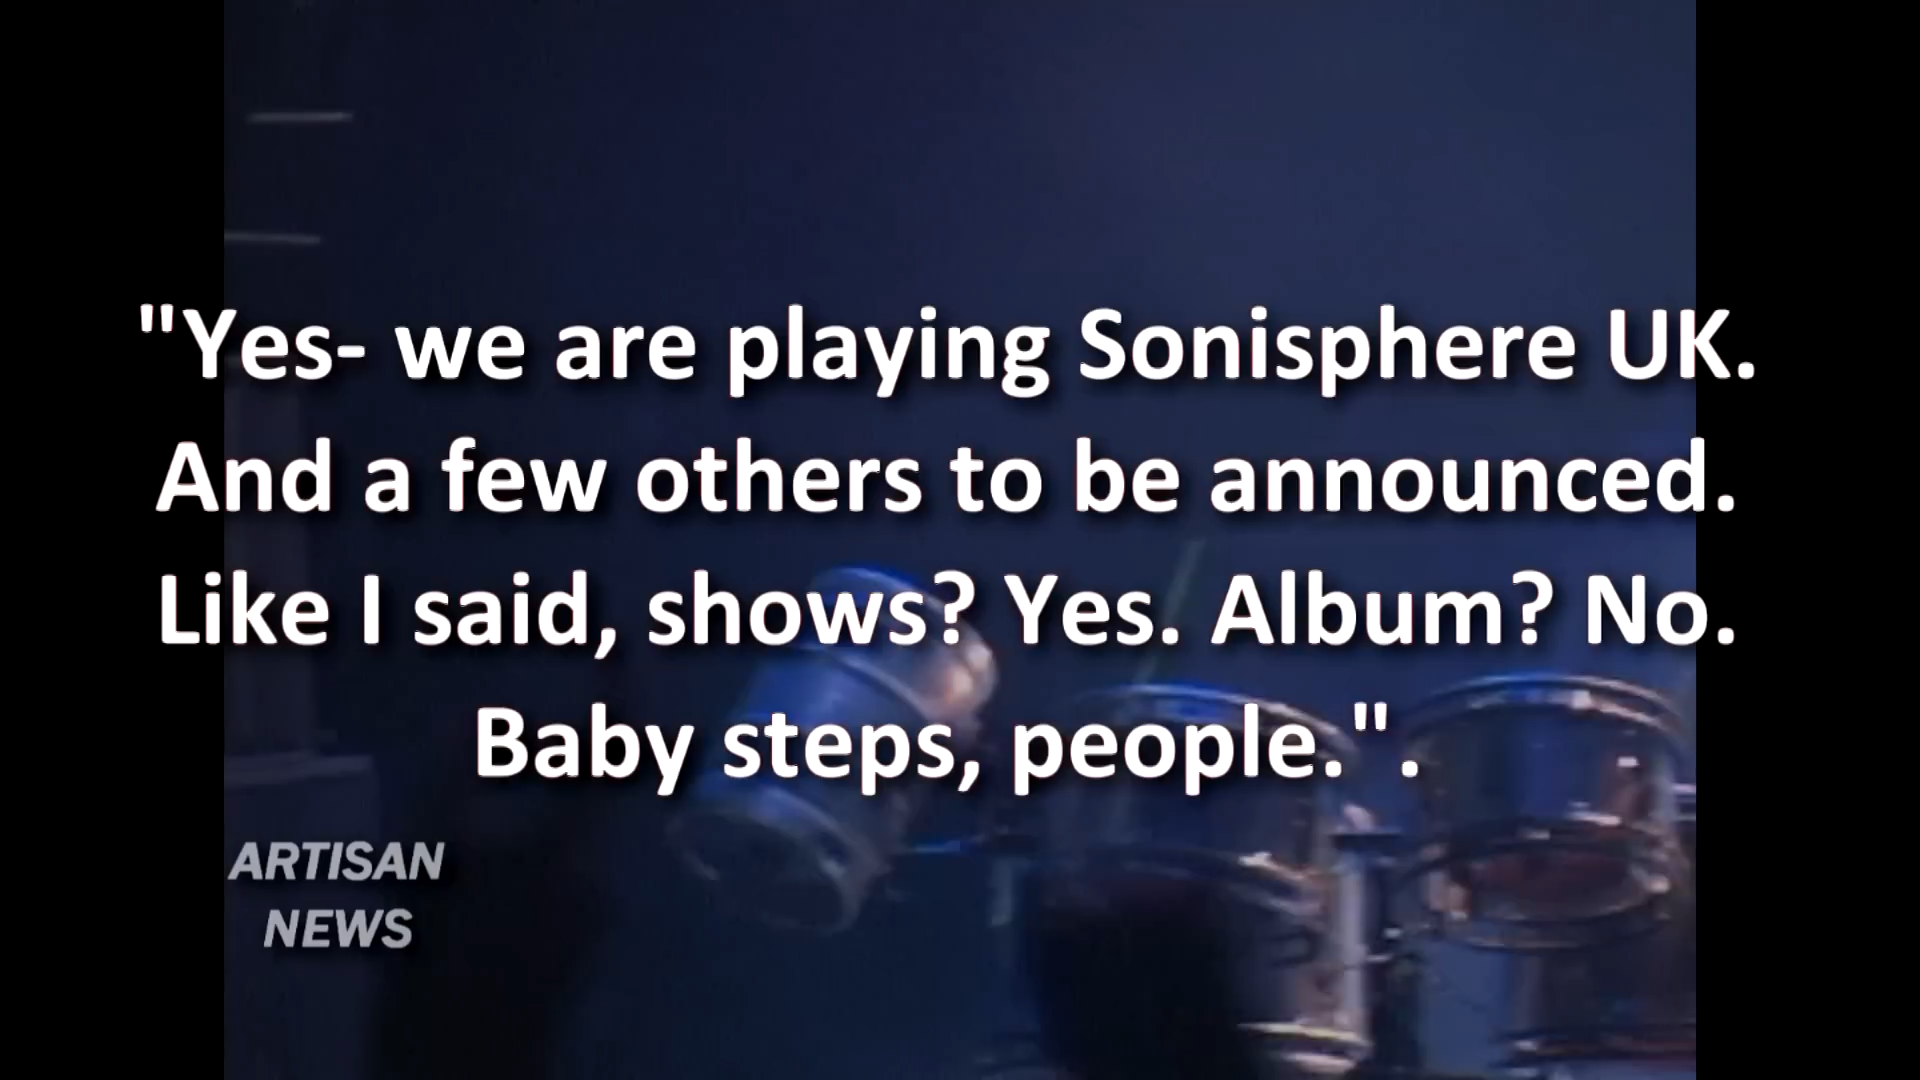 "Yes- we are playing Sonisphere UK.
And a few others to be announced.
Like I said, shows? Yes. Album? No.
Baby steps, people.".
ARTISAN
NEWS